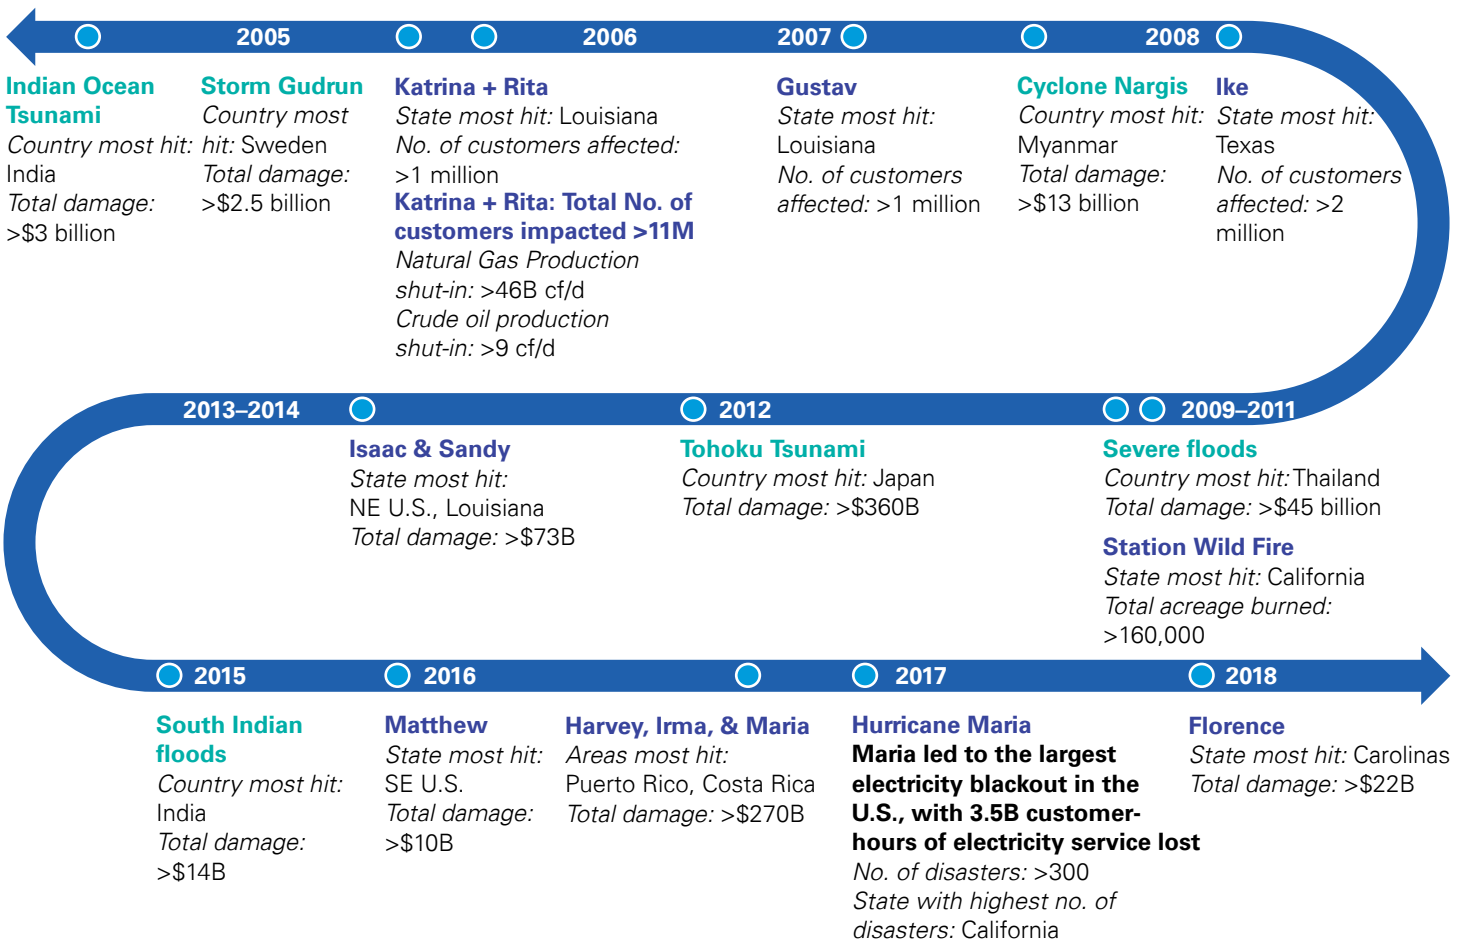 2005
2006
2007
2008
Indian Ocean
Tsunami
Country most hit:
India
Total damage:
>$3 billion
Storm Gudrun
Country most
hit: Sweden
Total damage:
>$2.5 billion
Katrina + Rita
State most hit: Louisiana
No. of customers affected:
>1 million
Katrina + Rita: Total No. of
customers impacted >11M
Natural Gas Production
shut-in: >46B cf/d
Crude oil production
shut-in: >9 cf/d
Gustav
State most hit:
Louisiana
No. of customers
affected: >1 million
Cyclone Nargis
Country most hit:
Myanmar
Total damage:
>$13 billion
Ike
State most hit:
Texas
No. of customers
affected: >2
million
2013–2014
2012
2009–2011
Isaac & Sandy
State most hit:
NE U.S., Louisiana
Total damage: >$73B
Tohoku Tsunami
Country most hit: Japan
Total damage: >$360B
Severe floods
Country most hit: Thailand
Total damage: >$45 billion
Station Wild Fire
State most hit: California
Total acreage burned:
>160,000
2015
2016
2017
2018
South Indian
floods
Country most hit:
India
Total damage:
>$14B
Matthew
State most hit:
SE U.S.
Total damage:
>$10B
Harvey, Irma, & Maria
Areas most hit:
Puerto Rico, Costa Rica
Total damage: >$270B
Hurricane Maria
Maria led to the largest
electricity blackout in the
U.S., with 3.5B customer-
hours of electricity service lost
No. of disasters: >300
State with highest no. of
disasters: California
Florence
State most hit: Carolinas
Total damage: >$22B